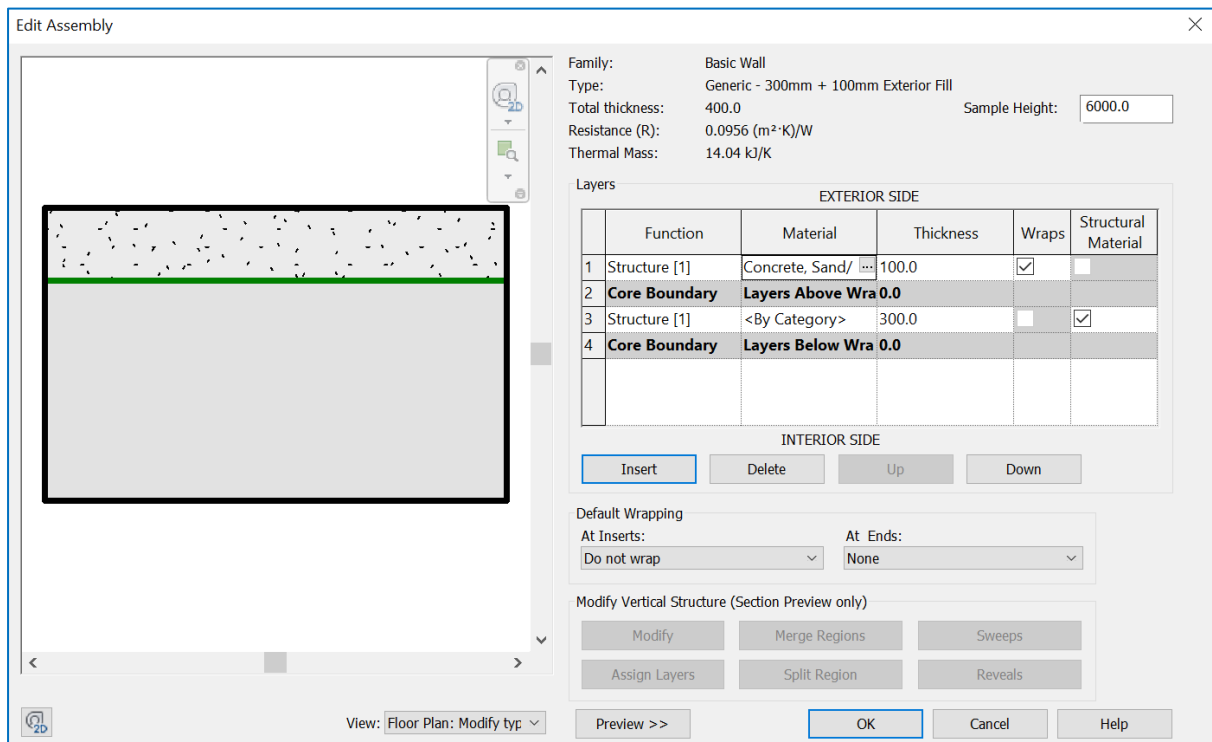 Edit Assembly
2D
Family: Basic Wall
Type: Generic - 300mm + 100mm Exterior Fill
Total thickness: 400.0 Sample Height: 6000.0
Resistance (R): 0.0956 (m²·K)/W
Thermal Mass: 14.04 kJ/K
Layers
EXTERIOR SIDE
Function Material Thickness Wraps Structural Material
1 Structure [1] Concrete, Sand/ ... 100.0
2 Core Boundary Layers Above Wra 0.0
3 Structure [1] <By Category> 300.0
4 Core Boundary Layers Below Wra 0.0
INTERIOR SIDE
Insert Delete Up Down
Default Wrapping
At Inserts: At Ends:
Do not wrap None
Modify Vertical Structure (Section Preview only)
Modify Merge Regions Sweeps
Assign Layers Split Region Reveals
2D View: Floor Plan: Modify typ Preview >> OK Cancel Help